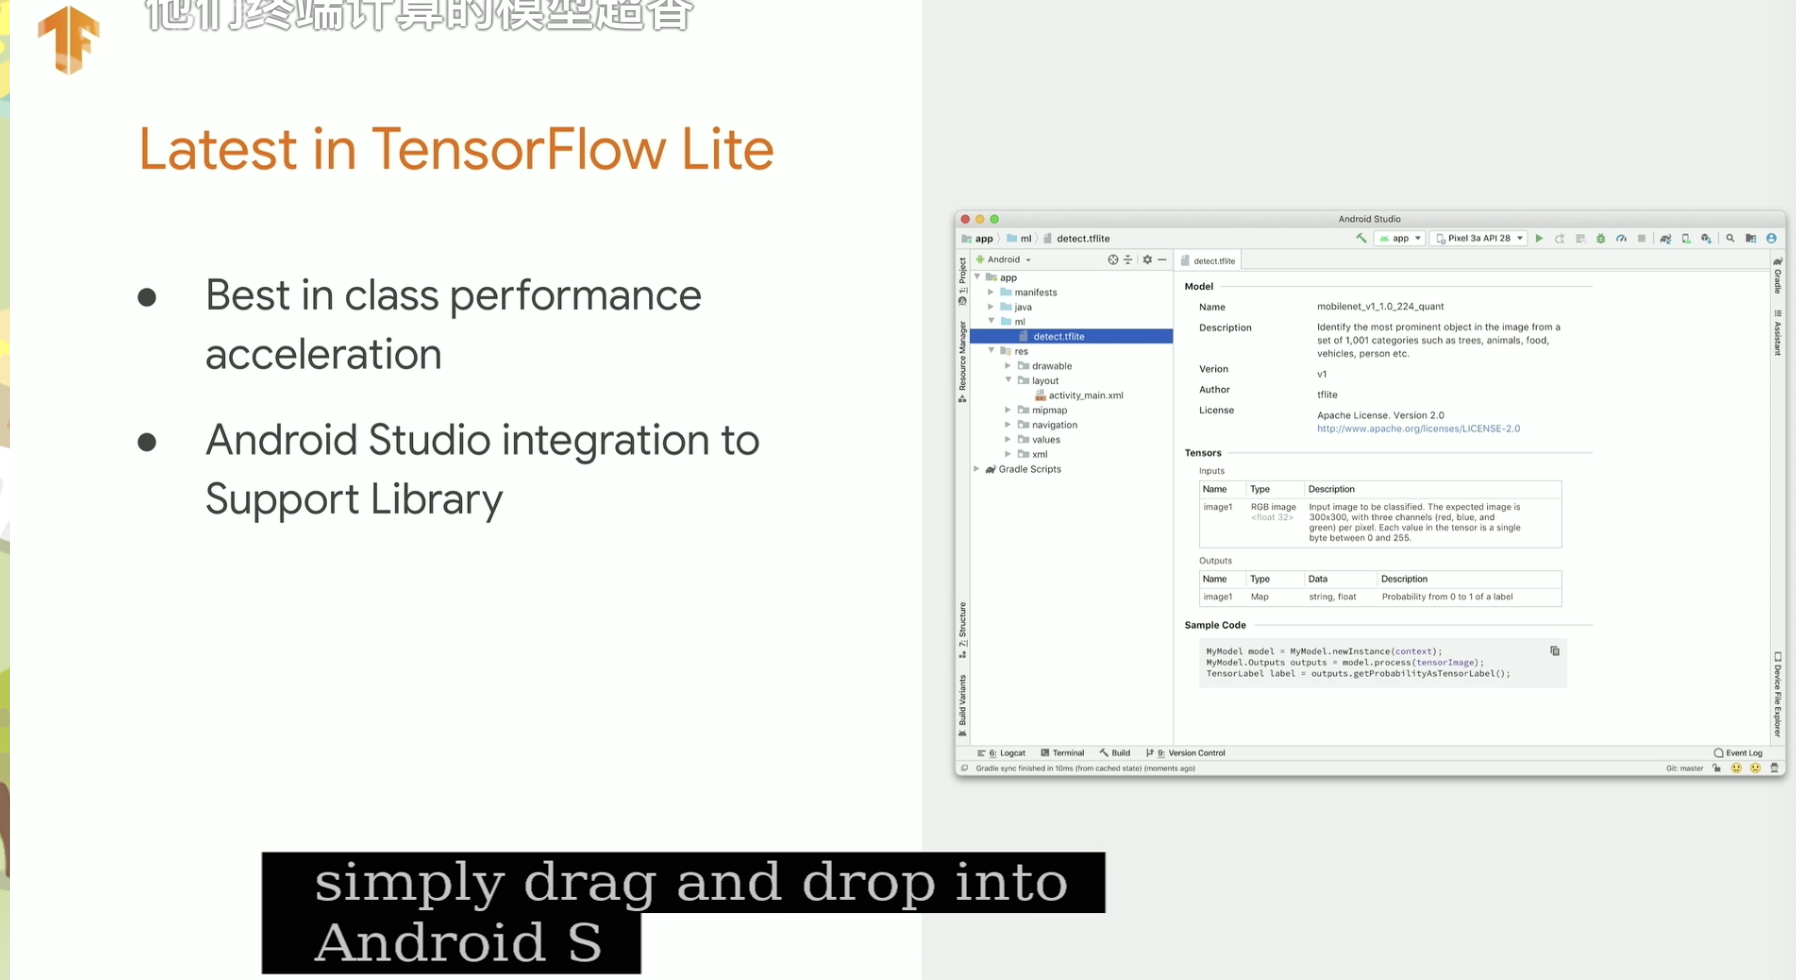 他们终端计算的模型超香
Latest in TensorFlow Lite
● Best in class performance
acceleration
● Android Studio integration to
Support Library
Android Studio
app ml detect.tflite
app Pixel 3a API 28
Android
detect.tflite
1: Project
Resource Manager
7: Structure
Build Variants
app
manifests
java
ml
detect.tflite
res
drawable
layout
activity_main.xml
mipmap
navigation
values
xml
Gradle Scripts
Model
Name mobilenet_v1_1.0_224_quant
Description Identify the most prominent object in the image from a
set of 1,001 categories such as trees, animals, food,
vehicles, person etc.
Verion v1
Author tflite
License Apache License. Version 2.0
http://www.apache.org/licenses/LICENSE-2.0
Tensors
Inputs
Name Type Description
image1 RGB image Input image to be classified. The expected image is
<float 32> 300x300, with three channels (red, blue, and
green) per pixel. Each value in the tensor is a single
byte between 0 and 255.
Outputs
Name Type Data Description
image1 Map string, float Probability from 0 to 1 of a label
Sample Code
MyModel model = MyModel.newInstance(context);
MyModel.Outputs outputs = model.process(tensorImage);
TensorLabel label = outputs.getProbabilityAsTensorLabel();
Gradle
Assistant
Device File Explorer
6: Logcat Terminal Build 9: Version Control Event Log
Gradle sync finished in 10ms (from cached state) (moments ago) Git: master
simply drag and drop into
Android S